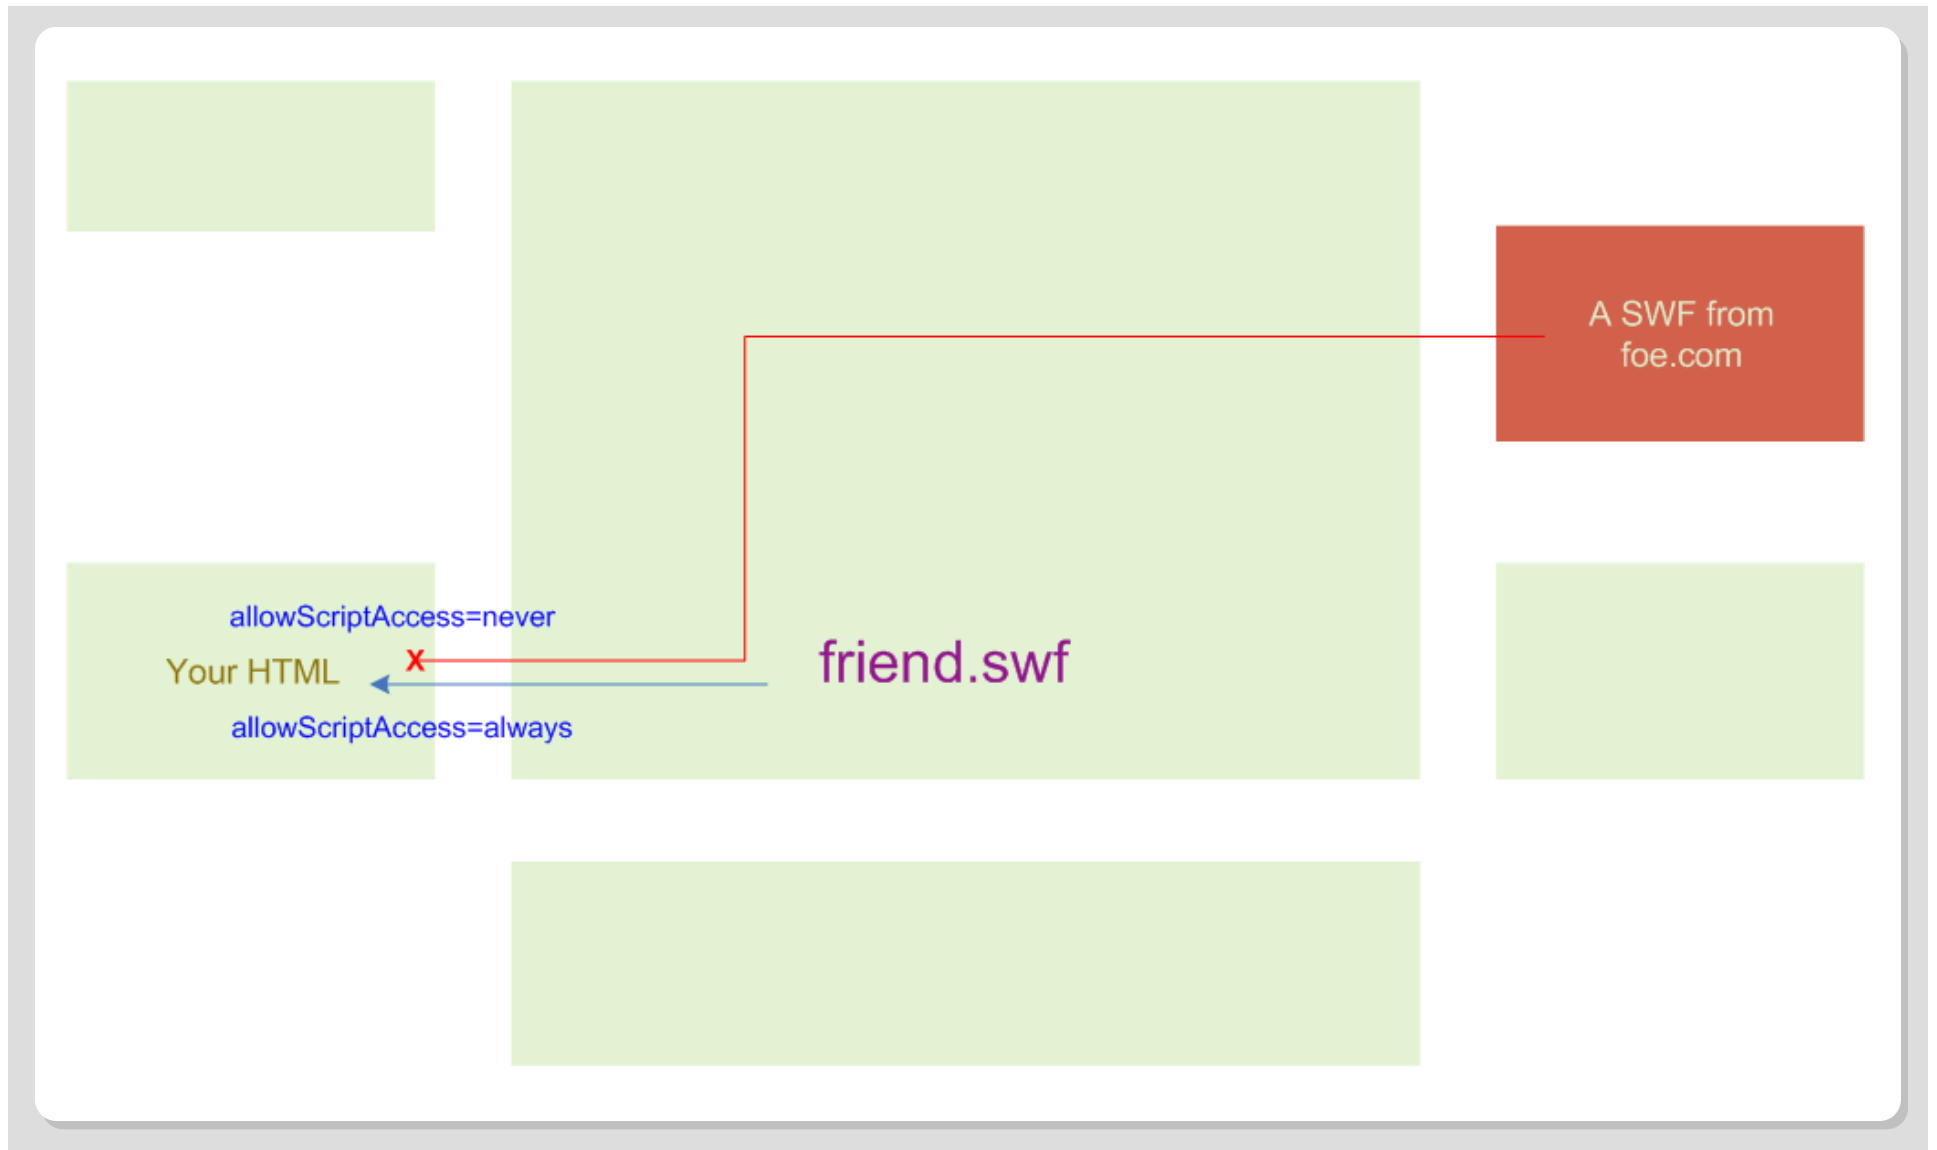 A SWF from
foe.com
allowScriptAccess=never
Your HTML
X
friend.swf
allowScriptAccess=always